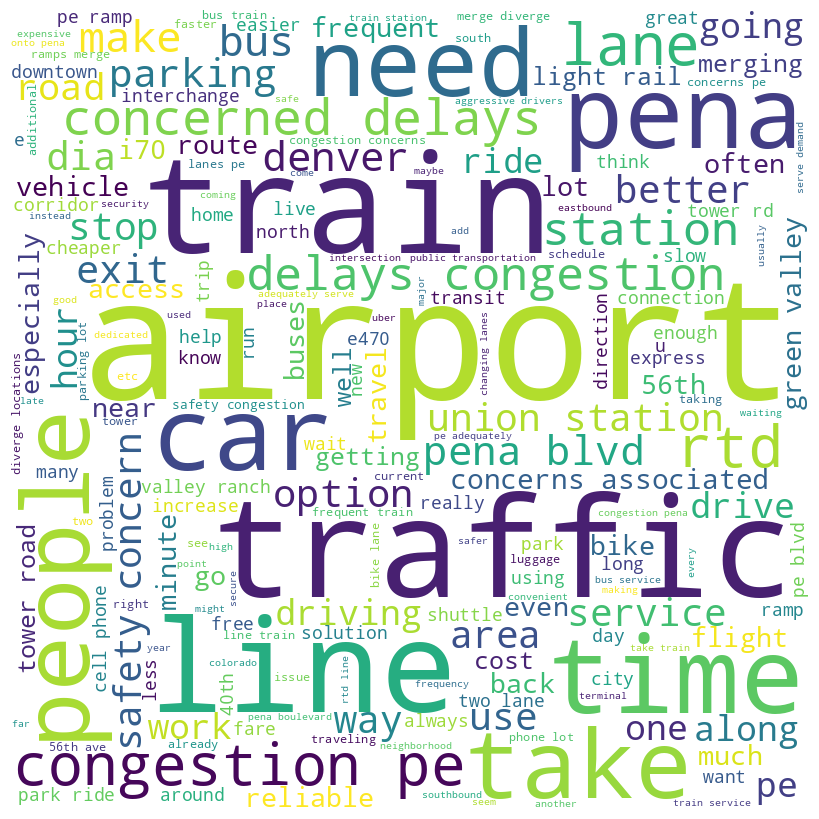 pe ramp
bus train
merge diverge
great
going
expensive
faster
train station
onto pena
make
bus
easier
frequent
need
south
lane
ramps merge
downtown
road
parking
light rail
merging
interchange
concerns pe
additional
concerned delays
aggressive drivers
pena
serve demand
e
dia
i70
route
congestion concerns
denver
ride
think
often
lanes pe
train
maybe
vehicle
corridor
security
coming
come
lot
better
instead
home
live
add
eastbound
stop
north
intersection
public transportation
tower rd
usually
cheaper
station
schedule
slow
exit
trip
delays congestion
adequately serve
access
major
transit
connection
good
place
airport
used
help
run
e470
uber
changing lanes
direction
enough
u
green valley
especially
hour
parking lot
dedicated
know
buses
well
new
travel
express
etc
taking
late
near
safety congestion
56th
waiting
diverge locations
people
tower
car
union station
rtd
wait
pe adequately
getting
pena blvd
many
problem
safety concern
valley ranch
current
concerns associated
option
really
two
increase
frequent train
traffic
drive
congestion pena
tower road
minute
see
high
park
bike
long
pe blvd
safer
luggage
every
go
point
secure
bike lane
using
bus service
making
convenient
right
might
driving
shuttle
even
service
ramp
cell phone
free
line train
solution
area
day
flight
less
year
line
issue
cost
city
take train
time
colorado
rtd line
back
frequency
terminal
40th
pena boulevard
two lane
far
work
fare
way
always
use
one
along
56th ave
already
traveling
phone lot
neighborhood
much
congestion pe
take
want
pe
park ride
around
reliable
southbound
seem
another
train service